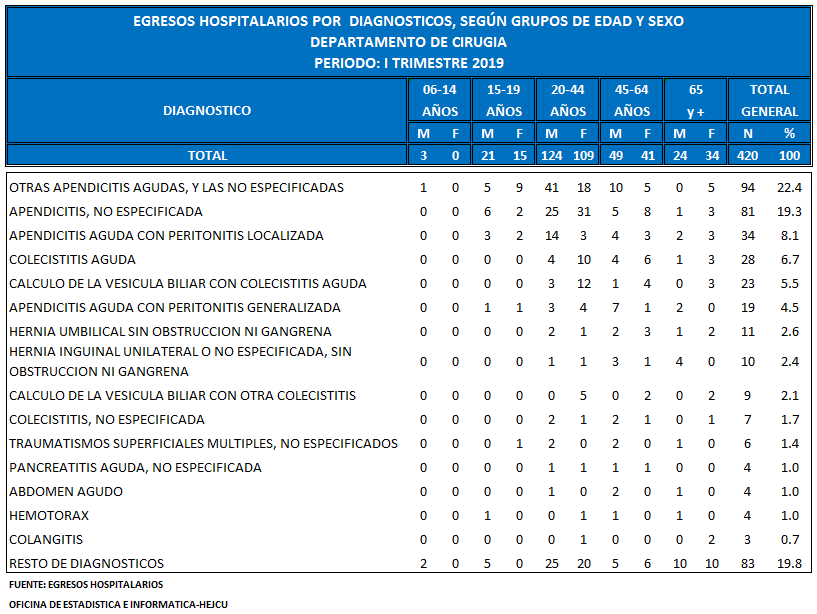 EGRESOS HOSPITALARIOS POR DIAGNOSTICOS, SEGÚN GRUPOS DE EDAD Y SEXO
DEPARTAMENTO DE CIRUGIA
PERIODO: I TRIMESTRE 2019
DIAGNOSTICO
06-14 AÑOS
15-19 AÑOS
20-44 AÑOS
45-64 AÑOS
65 y +
TOTAL GENERAL
M F M F M F M F M F N %
TOTAL 3 0 21 15 124 109 49 41 24 34 420 100
OTRAS APENDICITIS AGUDAS, Y LAS NO ESPECIFICADAS 1 0 5 9 41 18 10 5 0 5 94 22.4
APENDICITIS, NO ESPECIFICADA 0 0 6 2 25 31 5 8 1 3 81 19.3
APENDICITIS AGUDA CON PERITONITIS LOCALIZADA 0 0 3 2 14 3 4 3 2 3 34 8.1
COLECISTITIS AGUDA 0 0 0 0 4 10 4 6 1 3 28 6.7
CALCULO DE LA VESICULA BILIAR CON COLECISTITIS AGUDA 0 0 0 0 3 12 1 4 0 3 23 5.5
APENDICITIS AGUDA CON PERITONITIS GENERALIZADA 0 0 1 1 3 4 7 1 2 0 19 4.5
HERNIA UMBILICAL SIN OBSTRUCCION NI GANGRENA 0 0 0 0 2 1 2 3 1 2 11 2.6
HERNIA INGUINAL UNILATERAL O NO ESPECIFICADA, SIN
OBSTRUCCION NI GANGRENA 0 0 0 0 1 1 3 1 4 0 10 2.4
CALCULO DE LA VESICULA BILIAR CON OTRA COLECISTITIS 0 0 0 0 0 5 0 2 0 2 9 2.1
COLECISTITIS, NO ESPECIFICADA 0 0 0 0 2 1 2 1 0 1 7 1.7
TRAUMATISMOS SUPERFICIALES MULTIPLES, NO ESPECIFICADOS 0 0 0 1 2 0 2 0 1 0 6 1.4
PANCREATITIS AGUDA, NO ESPECIFICADA 0 0 0 0 1 1 1 1 0 0 4 1.0
ABDOMEN AGUDO 0 0 0 0 1 0 2 0 1 0 4 1.0
HEMOTORAX 0 0 1 0 0 1 1 0 1 0 4 1.0
COLANGITIS 0 0 0 0 0 1 0 0 0 2 3 0.7
RESTO DE DIAGNOSTICOS 2 0 5 0 25 20 5 6 10 10 83 19.8
FUENTE: EGRESOS HOSPITALARIOS
OFICINA DE ESTADISTICA E INFORMATICA-HEJCU